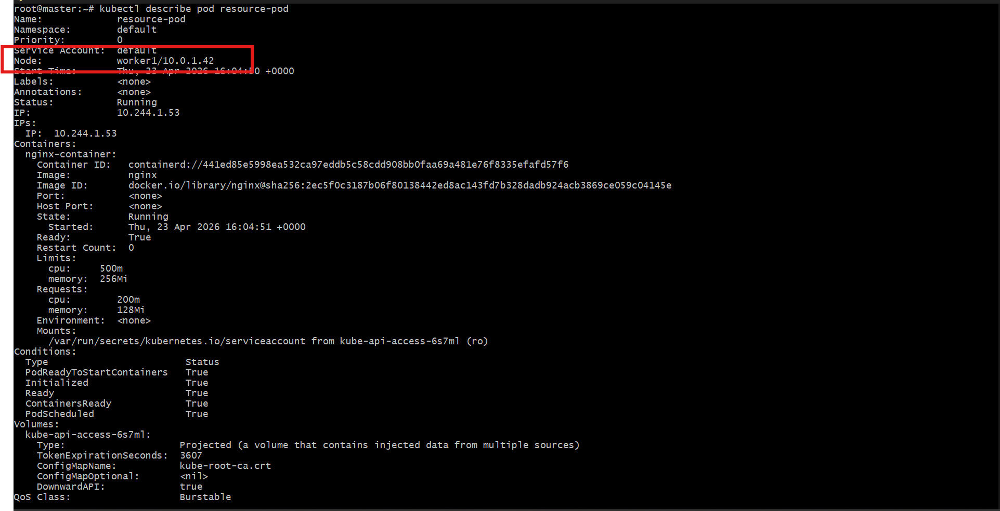 root@master:~# kubectl describe pod resource-pod
Name:             resource-pod
Namespace:        default
Priority:         0
Service Account:  default
Node:             worker1/10.0.1.42
Start Time:       Thu, 23 Apr 2026 16:04:50 +0000
Labels:           <none>
Annotations:      <none>
Status:           Running
IP:               10.244.1.53
IPs:
  IP:  10.244.1.53
Containers:
  nginx-container:
    Container ID:   containerd://441ed85e5998ea532ca97eddb5c58cdd908bb0faa69a481e76f8335efafd57f6
    Image:          nginx
    Image ID:       docker.io/library/nginx@sha256:2ec5f0c3187b06f80138442ed8ac143fd7b328dadb924acb3869ce059c04145e
    Port:           <none>
    Host Port:      <none>
    State:          Running
      Started:      Thu, 23 Apr 2026 16:04:51 +0000
    Ready:          True
    Restart Count:  0
    Limits:
      cpu:     500m
      memory:  256Mi
    Requests:
      cpu:        200m
      memory:     128Mi
    Environment:  <none>
    Mounts:
      /var/run/secrets/kubernetes.io/serviceaccount from kube-api-access-6s7ml (ro)
Conditions:
  Type                        Status
  PodReadyToStartContainers   True
  Initialized                 True
  Ready                       True
  ContainersReady             True
  PodScheduled                True
Volumes:
  kube-api-access-6s7ml:
    Type:                    Projected (a volume that contains injected data from multiple sources)
    TokenExpirationSeconds:  3607
    ConfigMapName:           kube-root-ca.crt
    ConfigMapOptional:       <nil>
    DownwardAPI:             true
QoS Class:                   Burstable